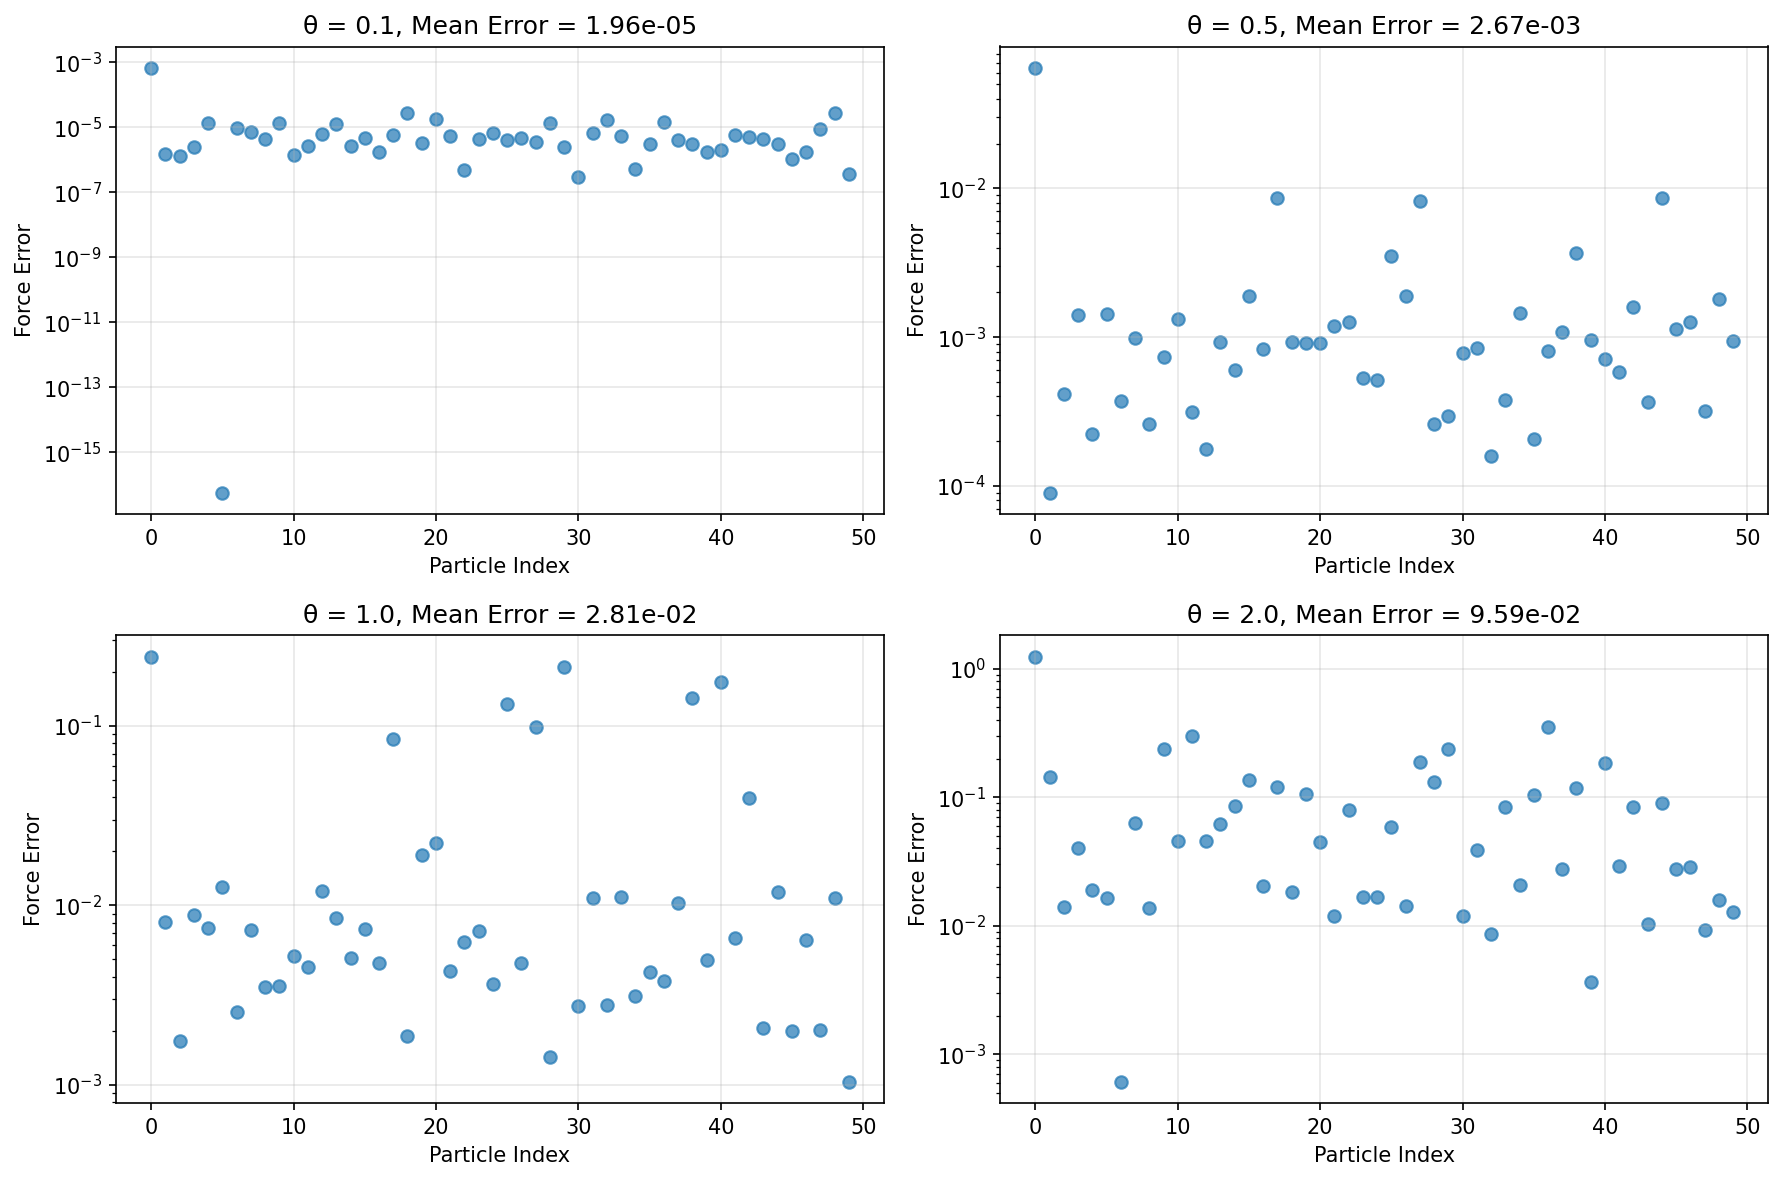 θ = 0.1, Mean Error = 1.96e-05
10⁻³
10⁻⁵
10⁻⁷
10⁻⁹
10⁻¹¹
10⁻¹³
10⁻¹⁵
Force Error
0 10 20 30 40 50
Particle Index
θ = 0.5, Mean Error = 2.67e-03
10⁻²
10⁻³
10⁻⁴
Force Error
0 10 20 30 40 50
Particle Index
θ = 1.0, Mean Error = 2.81e-02
10⁻¹
10⁻²
10⁻³
Force Error
0 10 20 30 40 50
Particle Index
θ = 2.0, Mean Error = 9.59e-02
10⁰
10⁻¹
10⁻²
10⁻³
Force Error
0 10 20 30 40 50
Particle Index